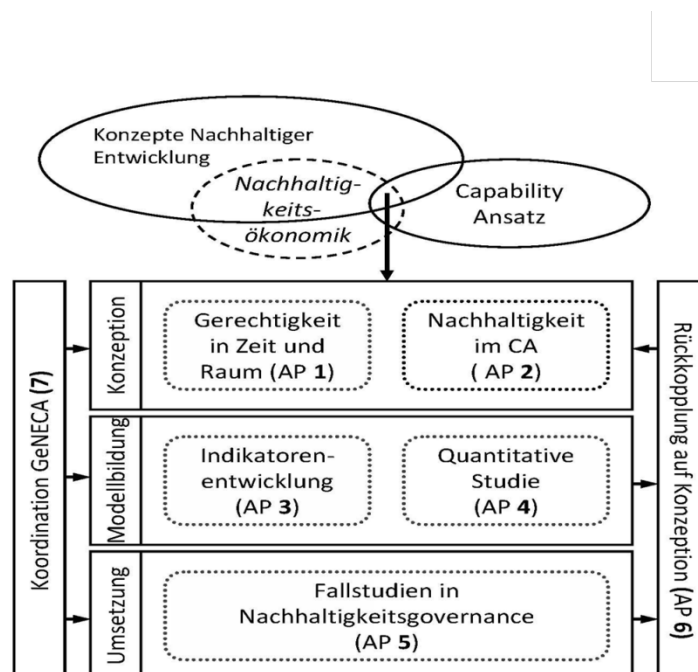 Konzepte Nachhaltiger
Entwicklung
Nachhaltig-
keits-
ökonomik
Capability
Ansatz
Koordination GeNECA (7)
Konzeption
Gerechtigkeit
in Zeit und
Raum (AP 1)
Nachhaltigkeit
im CA
( AP 2)
Modellbildung
Indikatoren-
entwicklung
(AP 3)
Quantitative
Studie
(AP 4)
Umsetzung
Fallstudien in
Nachhaltigkeitsgovernance
(AP 5)
Rückkopplung auf Konzeption (AP 6)